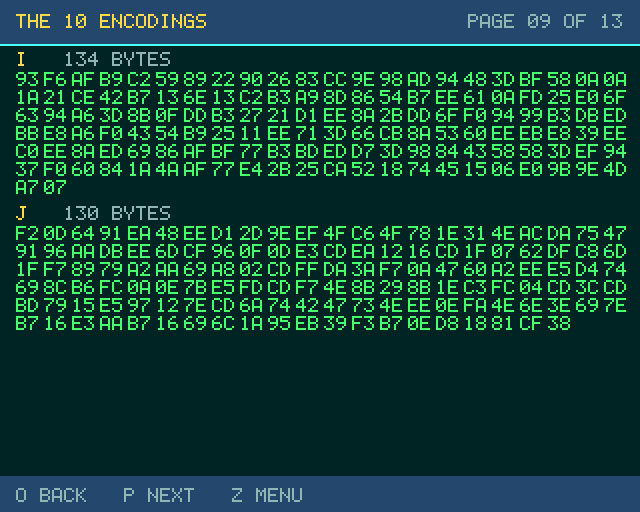 THE 10 ENCODINGS PAGE 09 OF 13
I 134 BYTES
93 F6 AF B9 C2 59 89 22 90 26 83 CC 9E 98 AD 94 48 3D BF 58 0A 0A
1A 21 CE 42 B7 13 6E 13 C2 B3 A9 8D 86 54 B7 EE 61 0A FD 25 E0 6F
63 94 A6 3D 8B 0F DD B3 27 21 D1 EE 8A 2B DD 6F F0 94 99 B3 DB ED
BB E8 A6 F0 43 54 B9 25 11 EE 71 3D 66 CB 8A 53 60 EE EB E8 39 EE
C0 EE 8A ED 69 86 AF BF 77 B3 BD ED D7 3D 98 84 43 58 58 3D EF 94
37 F0 60 84 1A 4A AF 77 E4 2B 25 CA 52 18 74 45 15 06 E0 9B 9E 4D
A7 07
J 130 BYTES
F2 0D 64 91 EA 48 EE D1 2D 9E EF 4F C6 4F 78 1E 31 4E AC DA 75 47
91 96 AA DB EE 6D CF 96 0F 0D E3 CD EA 12 16 CD 1F 07 62 DF C8 6D
1F F7 89 79 A2 AA 69 A8 02 CD FF DA 3A F7 0A 47 60 A2 EE E5 D4 74
69 8C B6 FC 0A 0E 7B E5 FD CD F7 4E 8B 29 8B 1E C3 FC 04 CD 3C CD
BD 79 15 E5 97 12 7E CD 6A 74 42 47 73 4E EE 0E FA 4E 6E 3E 69 7E
B7 16 E3 AA B7 16 69 6C 1A 95 EB 39 F3 B7 0E D8 18 81 CF 38
O BACK P NEXT Z MENU